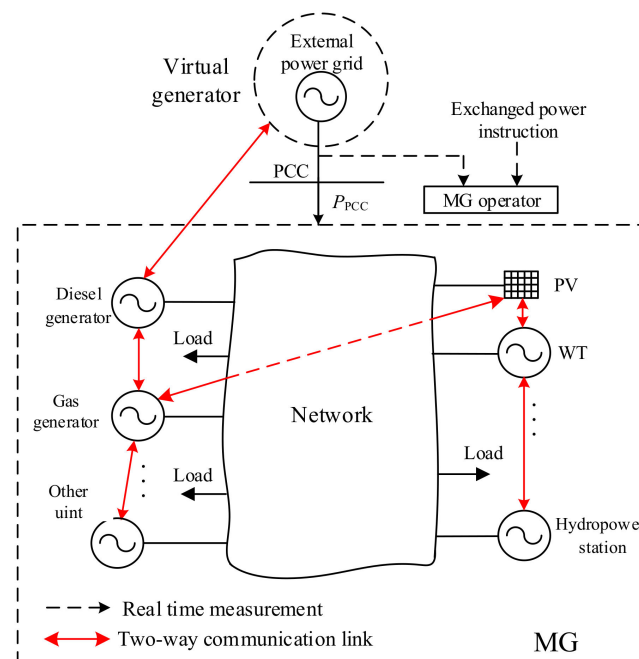 External
power grid
Virtual
generator
Exchanged power
instruction
PCC
PPCC
MG operator
Diesel
generator
PV
Load
WT
Gas
generator
Network
Load
Load
Other
uint
Hydropowe
station
Real time measurement
Two-way communication link
MG